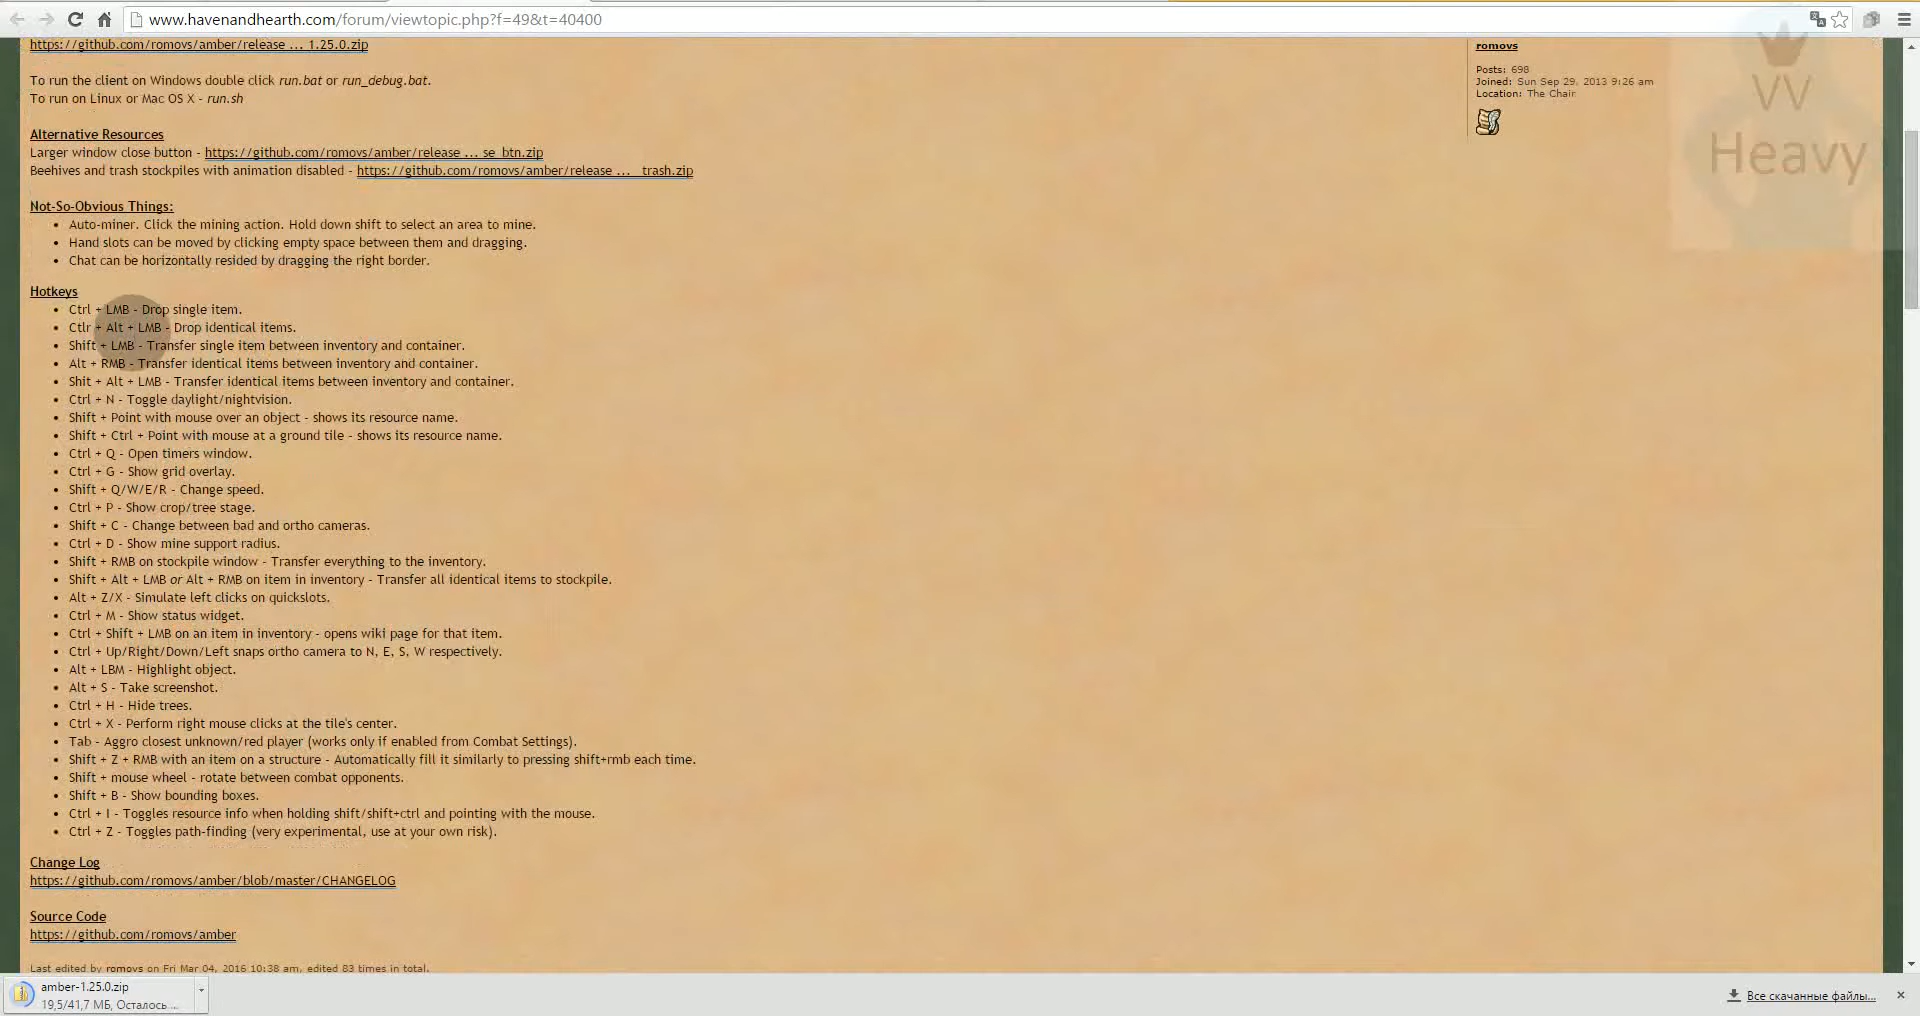 www.havenandhearth.com/forum/viewtopic.php?f=49&t=40400
https://github.com/romovs/amber/release ... 1.25.0.zip
To run the client on Windows double click run.bat or run_debug.bat.
To run on Linux or Mac OS X - run.sh
Alternative Resources
Larger window close button - https://github.com/romovs/amber/release ... se_btn.zip
Beehives and trash stockpiles with animation disabled - https://github.com/romovs/amber/release ... _trash.zip
Not-So-Obvious Things:
• Auto-miner. Click the mining action. Hold down shift to select an area to mine.
• Hand slots can be moved by clicking empty space between them and dragging.
• Chat can be horizontally resided by dragging the right border.
Hotkeys
• Ctrl + LMB - Drop single item.
• Ctlr + Alt + LMB - Drop identical items.
• Shift + LMB - Transfer single item between inventory and container.
• Alt + RMB - Transfer identical items between inventory and container.
• Shit + Alt + LMB - Transfer identical items between inventory and container.
• Ctrl + N - Toggle daylight/nightvision.
• Shift + Point with mouse over an object - shows its resource name.
• Shift + Ctrl + Point with mouse at a ground tile - shows its resource name.
• Ctrl + Q - Open timers window.
• Ctrl + G - Show grid overlay.
• Shift + Q/W/E/R - Change speed.
• Ctrl + P - Show crop/tree stage.
• Shift + C - Change between bad and ortho cameras.
• Ctrl + D - Show mine support radius.
• Shift + RMB on stockpile window - Transfer everything to the inventory.
• Shift + Alt + LMB or Alt + RMB on item in inventory - Transfer all identical items to stockpile.
• Alt + Z/X - Simulate left clicks on quickslots.
• Ctrl + M - Show status widget.
• Ctrl + Shift + LMB on an item in inventory - opens wiki page for that item.
• Ctrl + Up/Right/Down/Left snaps ortho camera to N, E, S, W respectively.
• Alt + LBM - Highlight object.
• Alt + S - Take screenshot.
• Ctrl + H - Hide trees.
• Ctrl + X - Perform right mouse clicks at the tile's center.
• Tab - Aggro closest unknown/red player (works only if enabled from Combat Settings).
• Shift + Z + RMB with an item on a structure - Automatically fill it similarly to pressing shift+rmb each time.
• Shift + mouse wheel - rotate between combat opponents.
• Shift + B - Show bounding boxes.
• Ctrl + I - Toggles resource info when holding shift/shift+ctrl and pointing with the mouse.
• Ctrl + Z - Toggles path-finding (very experimental, use at your own risk).
Change Log
https://github.com/romovs/amber/blob/master/CHANGELOG
Source Code
https://github.com/romovs/amber
Last edited by romovs on Fri Mar 04, 2016 10:38 am, edited 83 times in total.
romovs
Posts: 698
Joined: Sun Sep 29, 2013 9:26 am
Location: The Chair
VV
Heavy
amber-1.25.0.zip
19,5/41,7 МБ, Осталось ...
Все скачанные файлы...